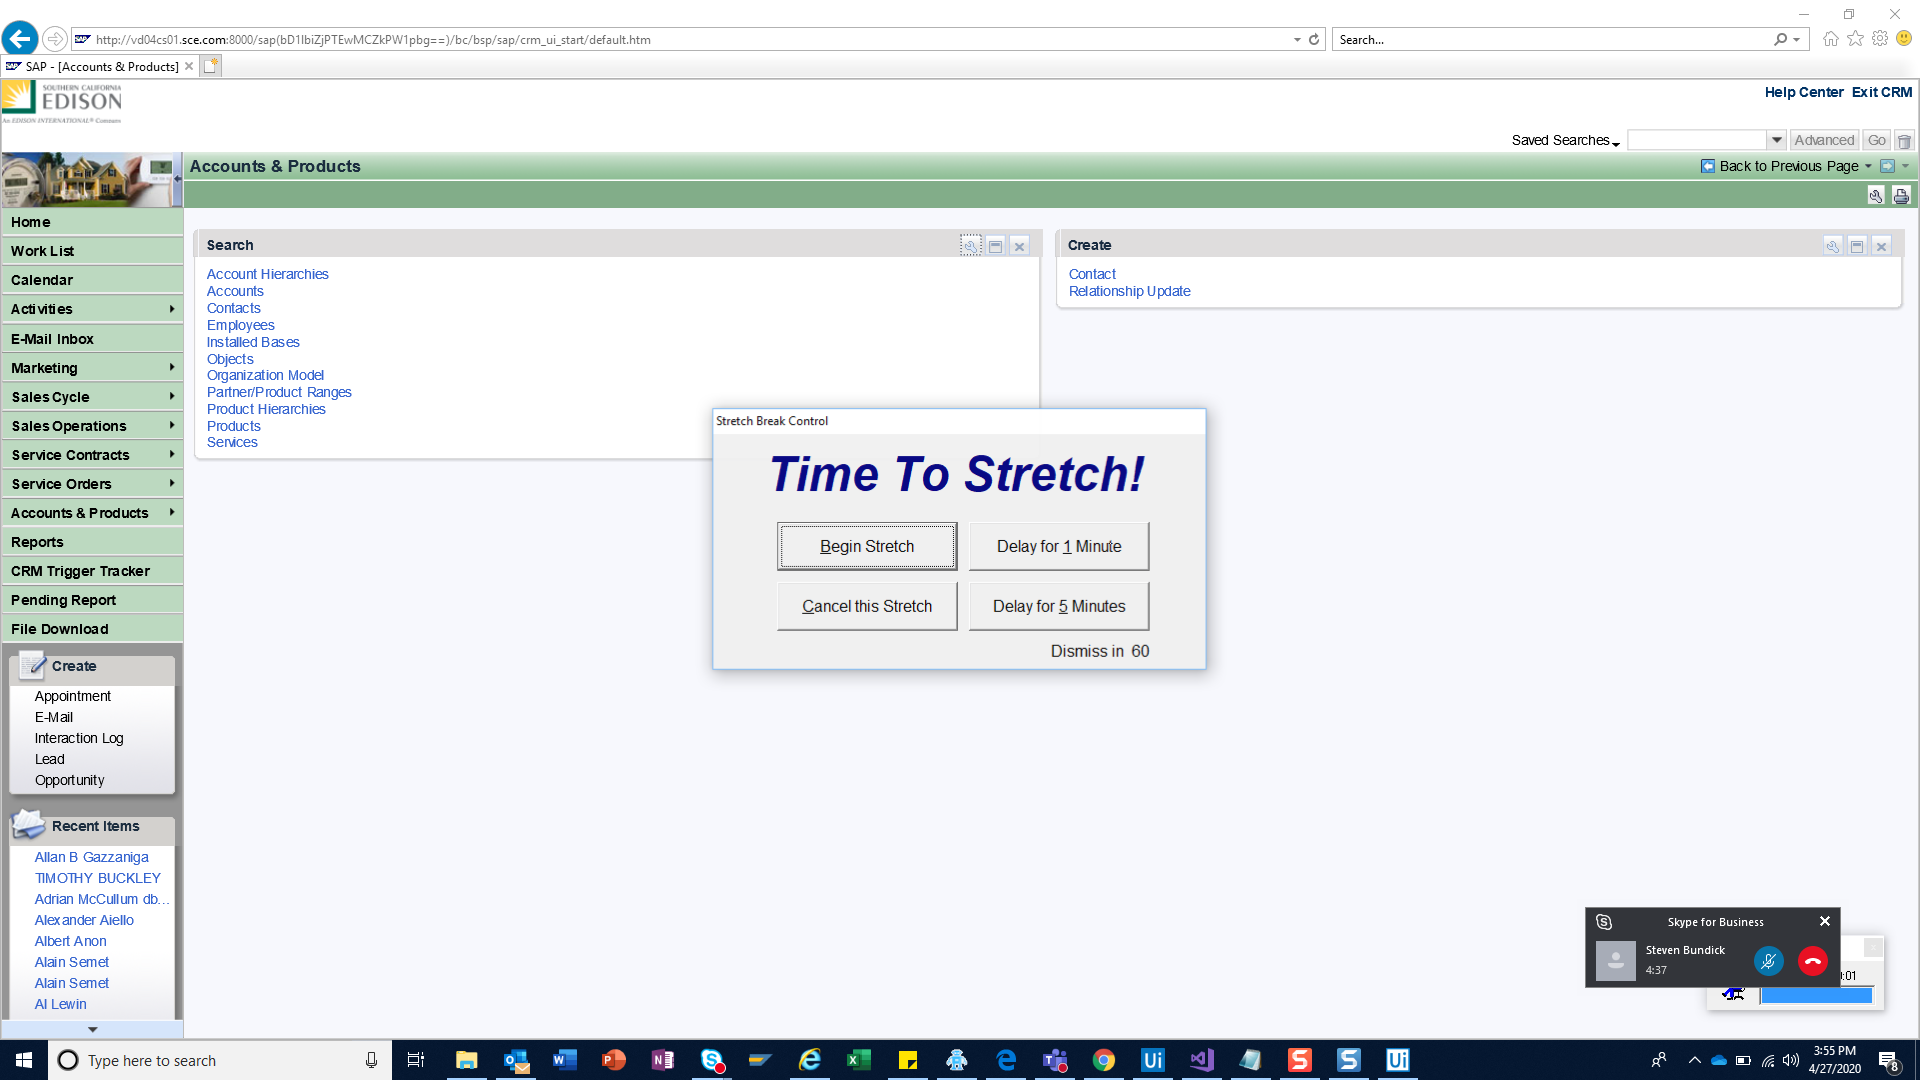 http://vd04cs01.sce.com:8000/sap(bD1lbiZjPTEwMCZkPW1pbg==)/bc/bsp/sap/crm_ui_start/default.htm
Search...
SAP - [Accounts & Products]
SOUTHERN CALIFORNIA
EDISON
An EDISON INTERNATIONAL® Company
Help Center Exit CRM
Saved Searches
Advanced
Go
Accounts & Products
Back to Previous Page
Home
Work List
Calendar
Activities
E-Mail Inbox
Marketing
Sales Cycle
Sales Operations
Service Contracts
Service Orders
Accounts & Products
Reports
CRM Trigger Tracker
Pending Report
File Download
Create
Appointment
E-Mail
Interaction Log
Lead
Opportunity
Recent Items
Allan B Gazzaniga
TIMOTHY BUCKLEY
Adrian McCullum db...
Alexander Aiello
Albert Anon
Alain Semet
Alain Semet
Al Lewin
Search
Account Hierarchies
Accounts
Contacts
Employees
Installed Bases
Objects
Organization Model
Partner/Product Ranges
Product Hierarchies
Products
Services
Create
Contact
Relationship Update
Stretch Break Control
Time To Stretch!
Begin Stretch
Delay for 1 Minute
Cancel this Stretch
Delay for 5 Minutes
Dismiss in 60
Skype for Business
Steven Bundick
4:37
:01
Type here to search
3:55 PM
4/27/2020
8